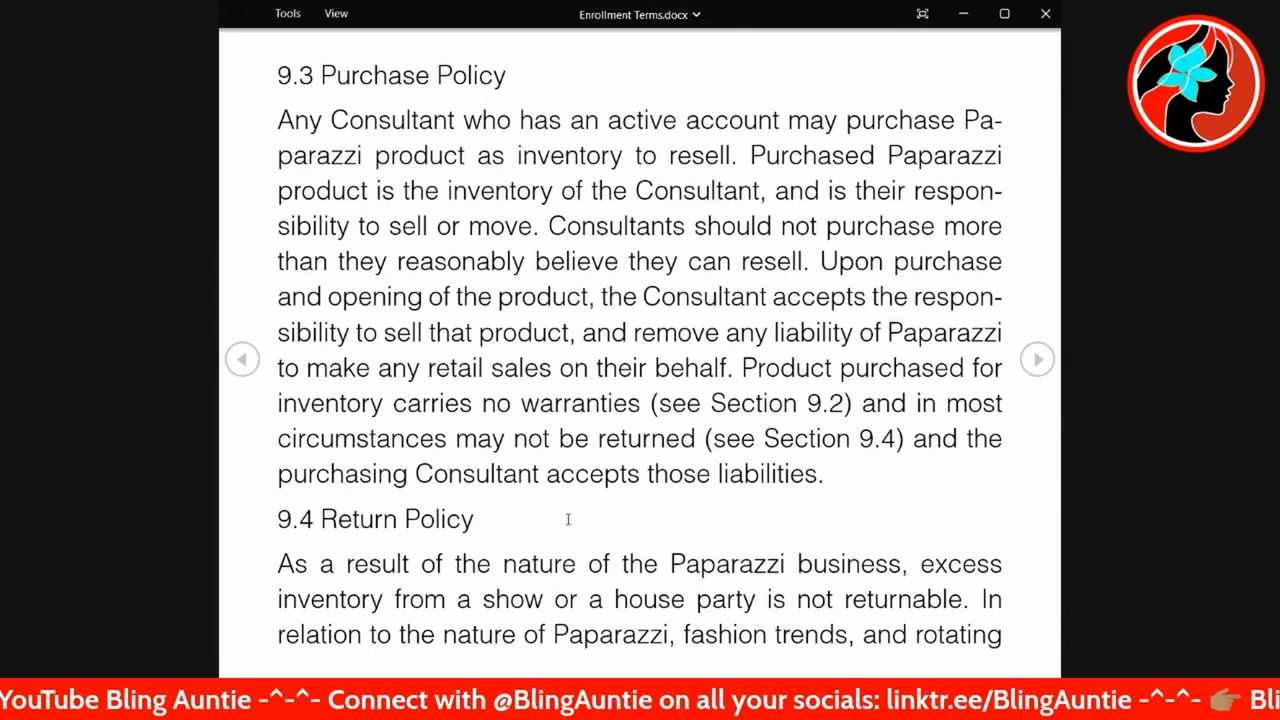 Tools View Enrollment Terms.docx
9.3 Purchase Policy
Any Consultant who has an active account may purchase Pa-
parazzi product as inventory to resell. Purchased Paparazzi
product is the inventory of the Consultant, and is their respon-
sibility to sell or move. Consultants should not purchase more
than they reasonably believe they can resell. Upon purchase
and opening of the product, the Consultant accepts the respon-
sibility to sell that product, and remove any liability of Paparazzi
to make any retail sales on their behalf. Product purchased for
inventory carries no warranties (see Section 9.2) and in most
circumstances may not be returned (see Section 9.4) and the
purchasing Consultant accepts those liabilities.
9.4 Return Policy
As a result of the nature of the Paparazzi business, excess
inventory from a show or a house party is not returnable. In
relation to the nature of Paparazzi, fashion trends, and rotating
YouTube Bling Auntie -^-^- Connect with @BlingAuntie on all your socials: linktr.ee/BlingAuntie -^-^- 👉🏽 Bli